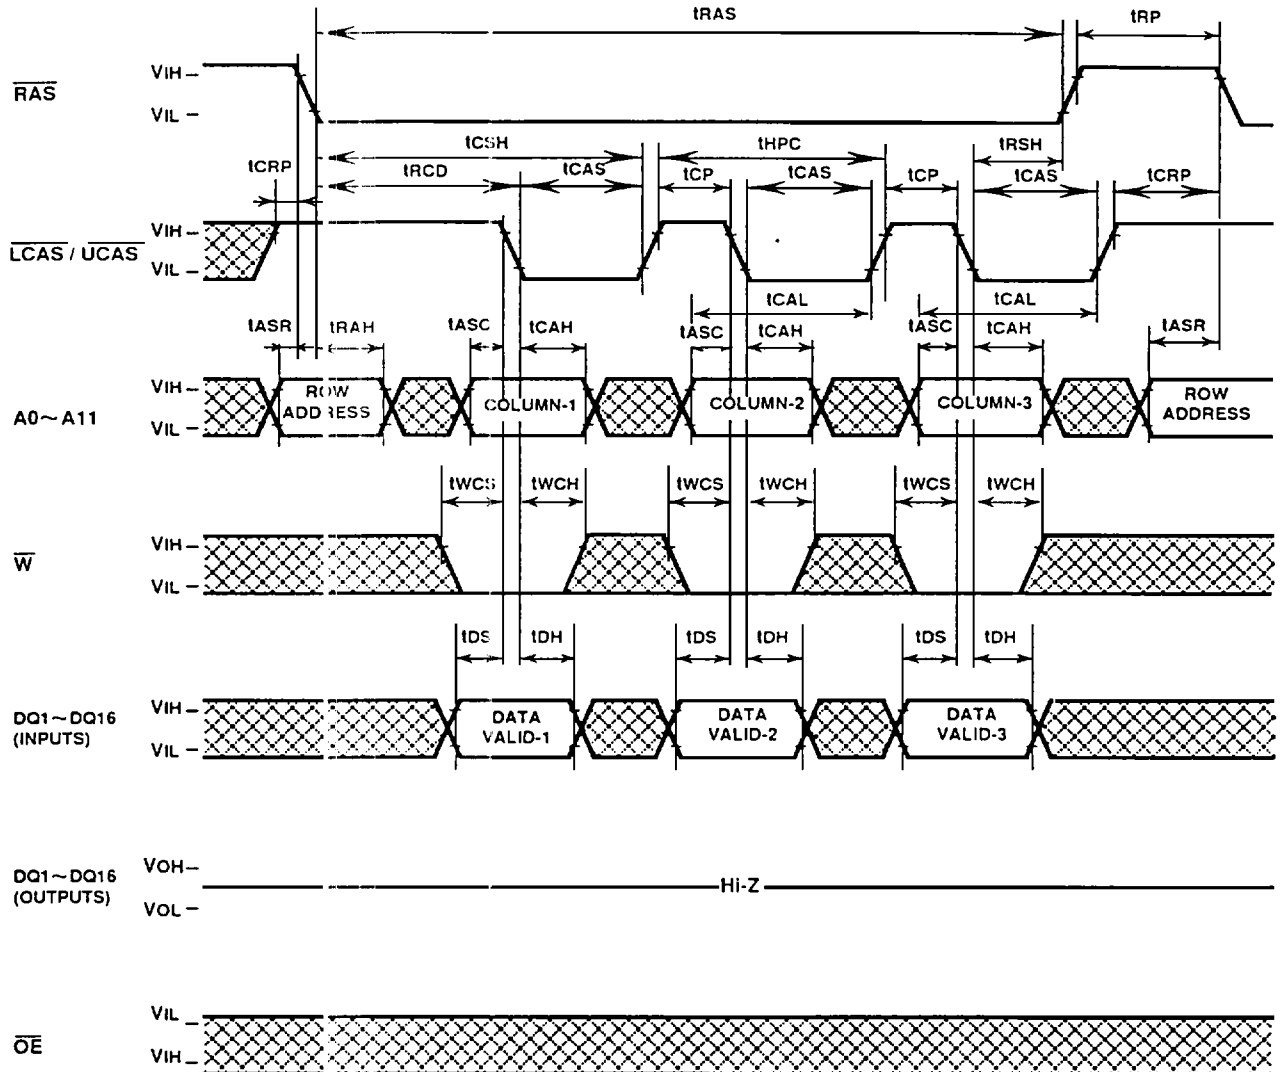 tRAS
tRP
RAS
VIH
VIL
tCSH
tHPC
tRSH
tCRP
tRCD
tCAS
tCP
tCAS
tCP
tCAS
tCRP
LCAS / UCAS
VIH
VIL
tCAL
tCAL
tASR
tRAH
tASC
tCAH
tASC
tCAH
tASC
tCAH
tASR
A0~A11
VIH
VIL
ROW ADDRESS
COLUMN-1
COLUMN-2
COLUMN-3
ROW ADDRESS
tWCS
tWCH
tWCS
tWCH
tWCS
tWCH
W
VIH
VIL
tDS
tDH
tDS
tDH
tDS
tDH
DQ1~DQ16
(INPUTS)
VIH
VIL
DATA VALID-1
DATA VALID-2
DATA VALID-3
DQ1~DQ16
(OUTPUTS)
VOH
VOL
Hi-Z
OE
VIL
VIH